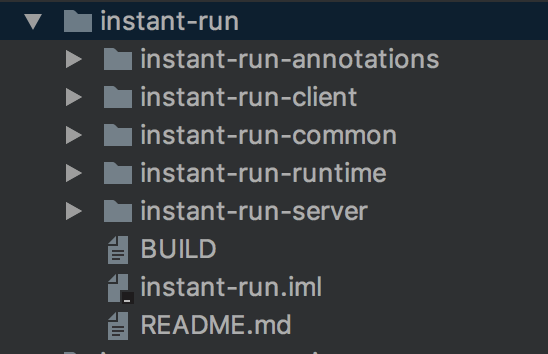 instant-run
instant-run-annotations
instant-run-client
instant-run-common
instant-run-runtime
instant-run-server
BUILD
instant-run.iml
README.md